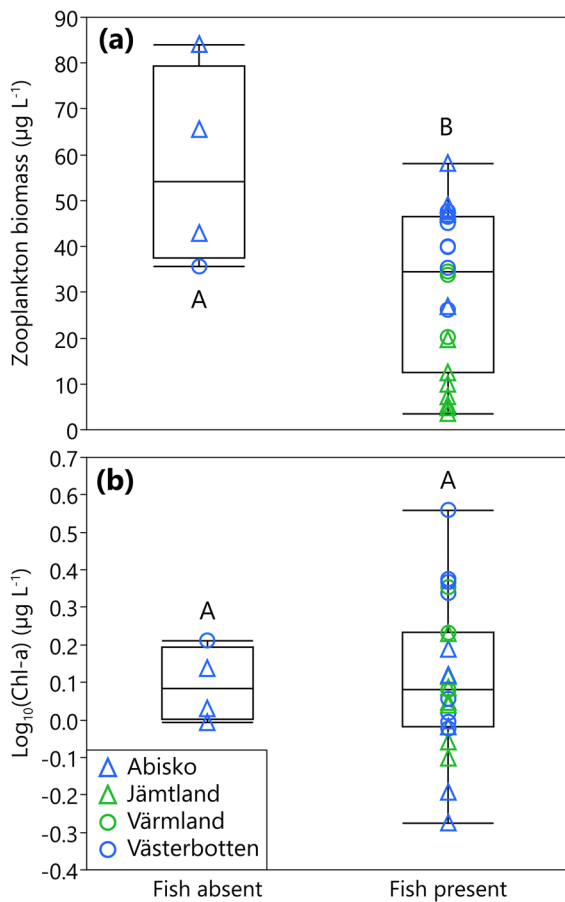 (a)
Zooplankton biomass (µg L⁻¹)
90
80
70
60
50
40
30
20
10
0
A
B
(b)
Log₁₀(Chl-a) (µg L⁻¹)
0.7
0.6
0.5
0.4
0.3
0.2
0.1
0.0
-0.1
-0.2
-0.3
-0.4
A
A
Abisko
Jämtland
Värmland
Västerbotten
Fish absent
Fish present